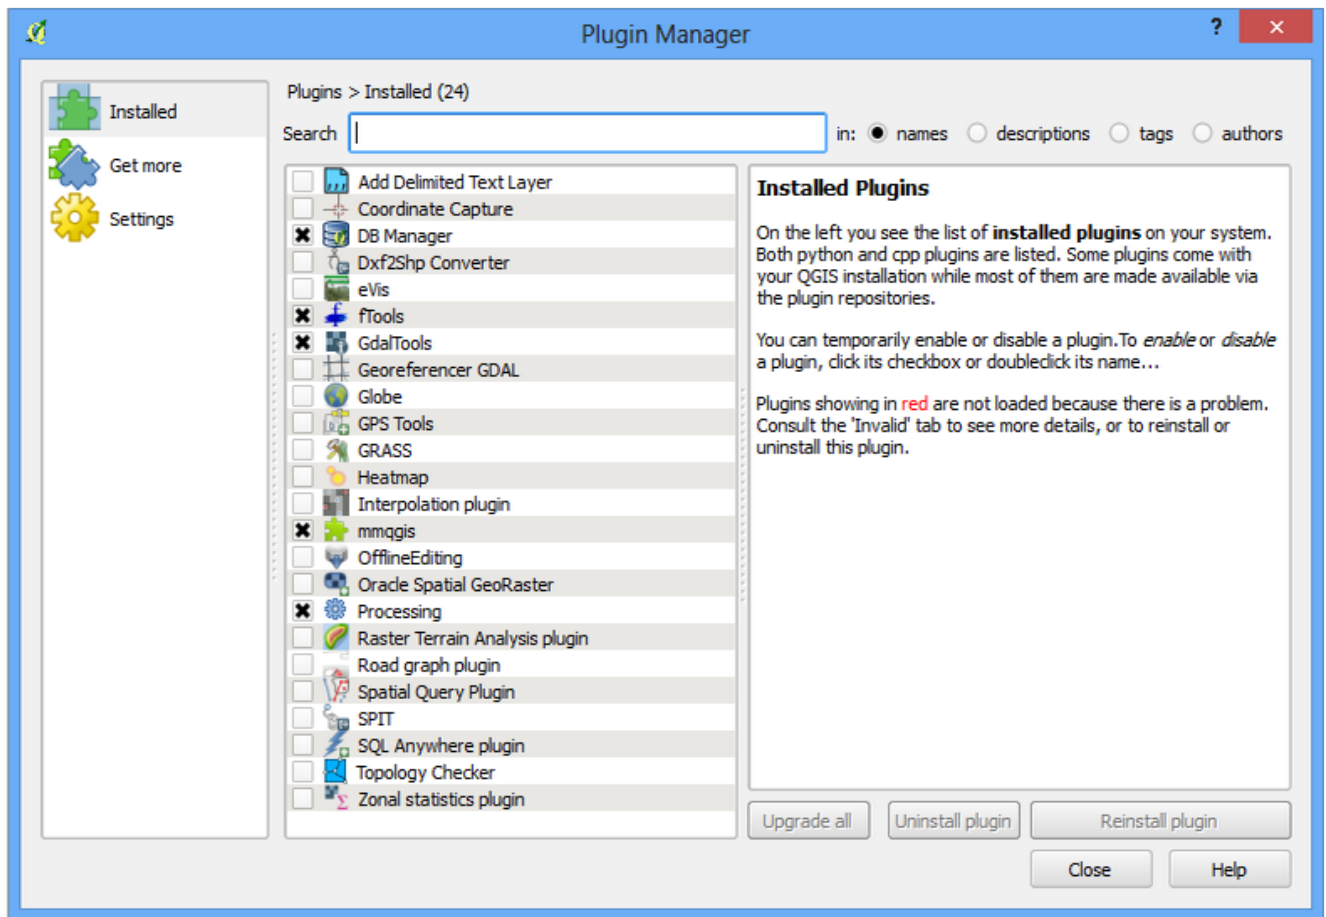 Plugin Manager
?
Installed
Get more
Settings
Plugins > Installed (24)
Search in: names descriptions tags authors
Add Delimited Text Layer
Coordinate Capture
DB Manager
Dxf2Shp Converter
eVis
fTools
GdalTools
Georeferencer GDAL
Globe
GPS Tools
GRASS
Heatmap
Interpolation plugin
mmqgis
OfflineEditing
Oracle Spatial GeoRaster
Processing
Raster Terrain Analysis plugin
Road graph plugin
Spatial Query Plugin
SPIT
SQL Anywhere plugin
Topology Checker
Zonal statistics plugin
Installed Plugins
On the left you see the list of installed plugins on your system.
Both python and cpp plugins are listed. Some plugins come with
your QGIS installation while most of them are made available via
the plugin repositories.
You can temporarily enable or disable a plugin.To enable or disable
a plugin, click its checkbox or doubleclick its name...
Plugins showing in red are not loaded because there is a problem.
Consult the 'Invalid' tab to see more details, or to reinstall or
uninstall this plugin.
Upgrade all Uninstall plugin Reinstall plugin
Close Help